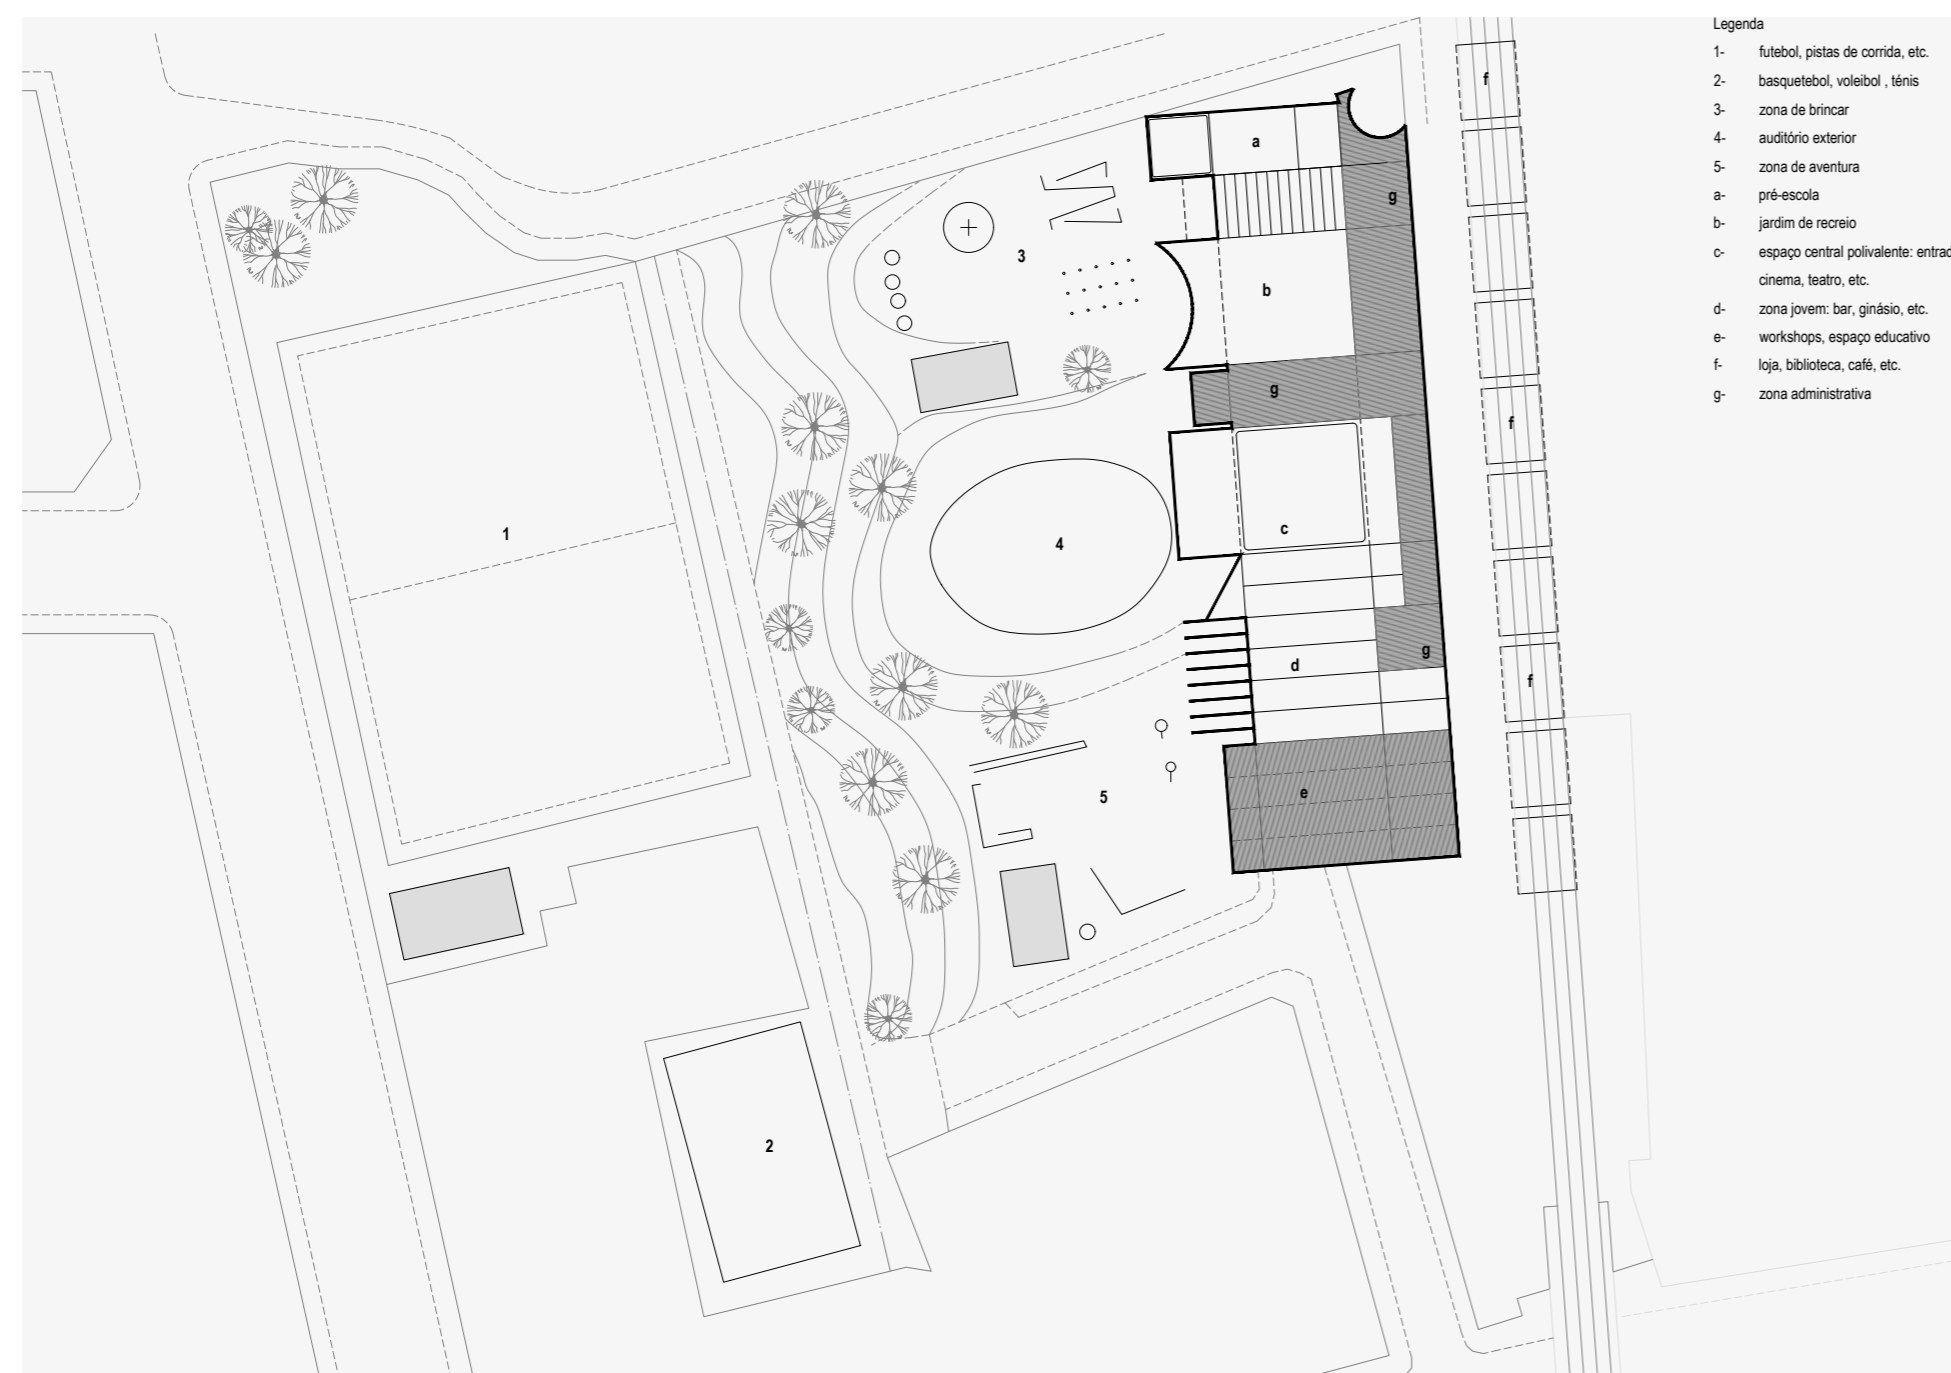 Legenda
1- futebol, pistas de corrida, etc.
2- basquetebol, voleibol , ténis
3- zona de brincar
4- auditório exterior
5- zona de aventura
a- pré-escola
b- jardim de recreio
c- espaço central polivalente: entrad
cinema, teatro, etc.
d- zona jovem: bar, ginásio, etc.
e- workshops, espaço educativo
f- loja, biblioteca, café, etc.
g- zona administrativa
f
a
g
3
b
g
f
1
c
4
g
d
f
e
5
2